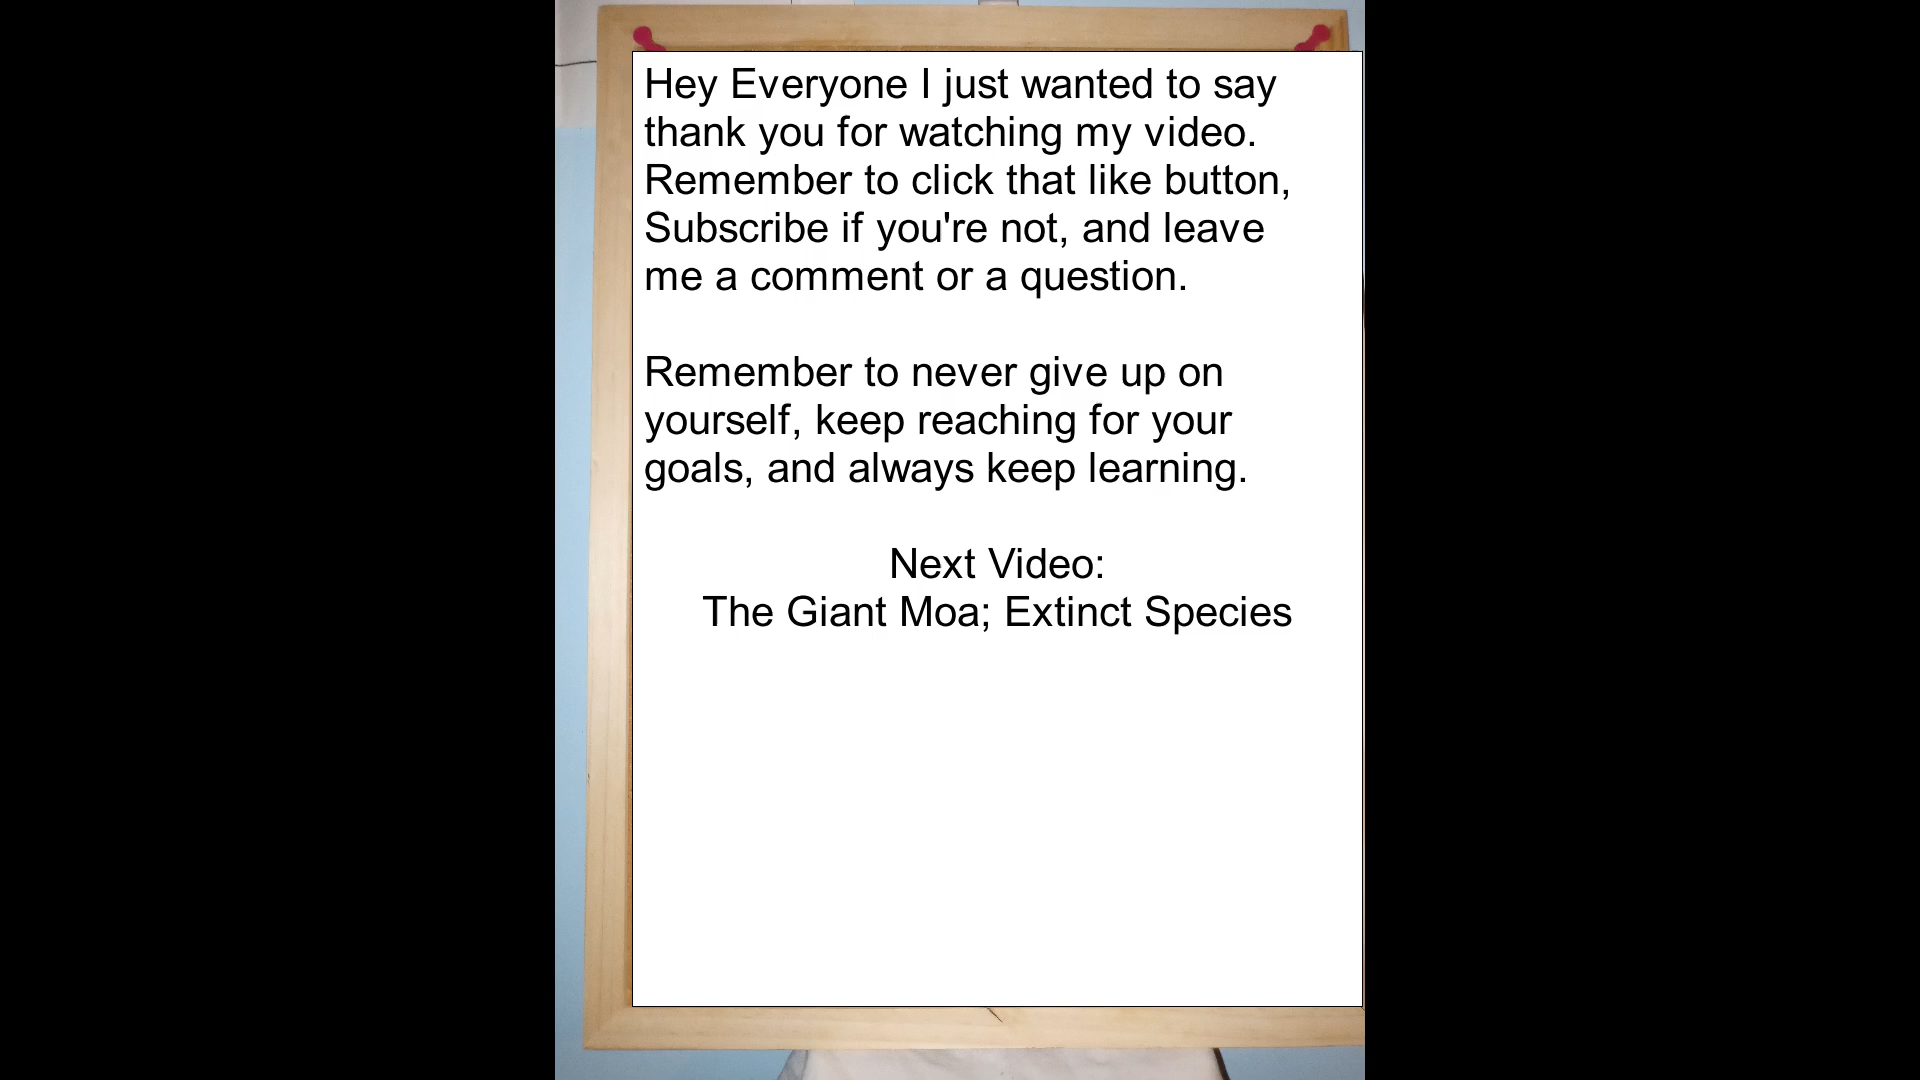 Hey Everyone I just wanted to say
thank you for watching my video.
Remember to click that like button,
Subscribe if you're not, and leave
me a comment or a question.
Remember to never give up on
yourself, keep reaching for your
goals, and always keep learning.
Next Video:
The Giant Moa; Extinct Species